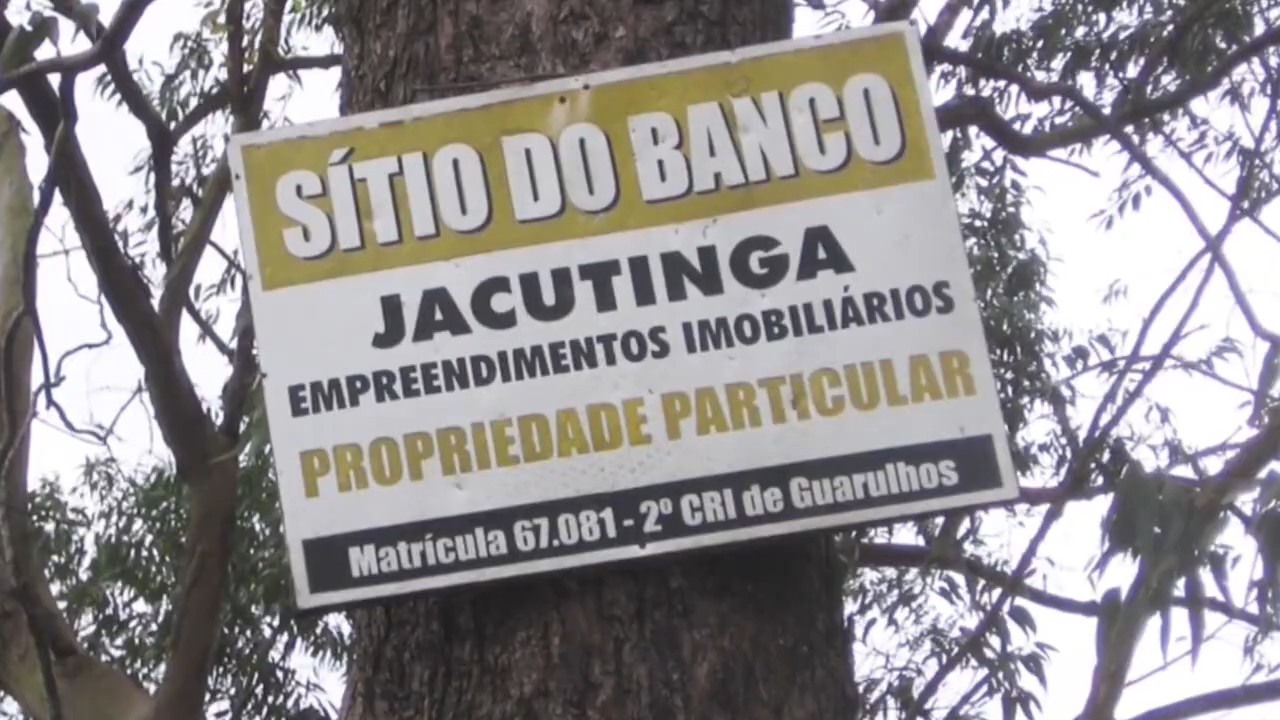 SÍTIO DO BANCO
JACUTINGA
EMPREENDIMENTOS IMOBILIÁRIOS
PROPRIEDADE PARTICULAR
Matrícula 67.081 - 2º CRI de Guarulhos